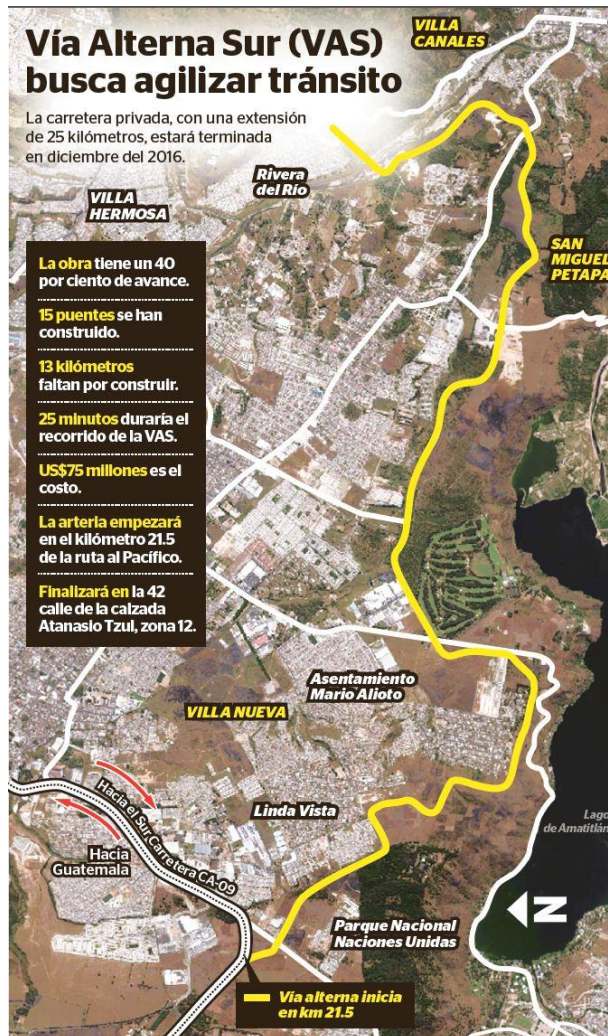 Vía Alterna Sur (VAS)
busca agilizar tránsito
La carretera privada, con una extensión
de 25 kilómetros, estará terminada
en diciembre del 2016.
VILLA
CANALES
Rivera
del Río
VILLA
HERMOSA
SAN
MIGUEL
PETAPA
La obra tiene un 40
por ciento de avance.
15 puentes se han
construido.
13 kilómetros
faltan por construir.
25 minutos duraría el
recorrido de la VAS.
US$75 millones es el
costo.
La arteria empezará
en el kilómetro 21.5
de la ruta al Pacífico.
Finalizará en la 42
calle de la calzada
Atanasio Tzul, zona 12.
Asentamiento
Mario Alioto
VILLA NUEVA
Hacia el Sur Carretera CA-09
Linda Vista
Lago
de Amatitlán
Hacia
Guatemala
N
Parque Nacional
Naciones Unidas
Vía alterna inicia
en km 21.5